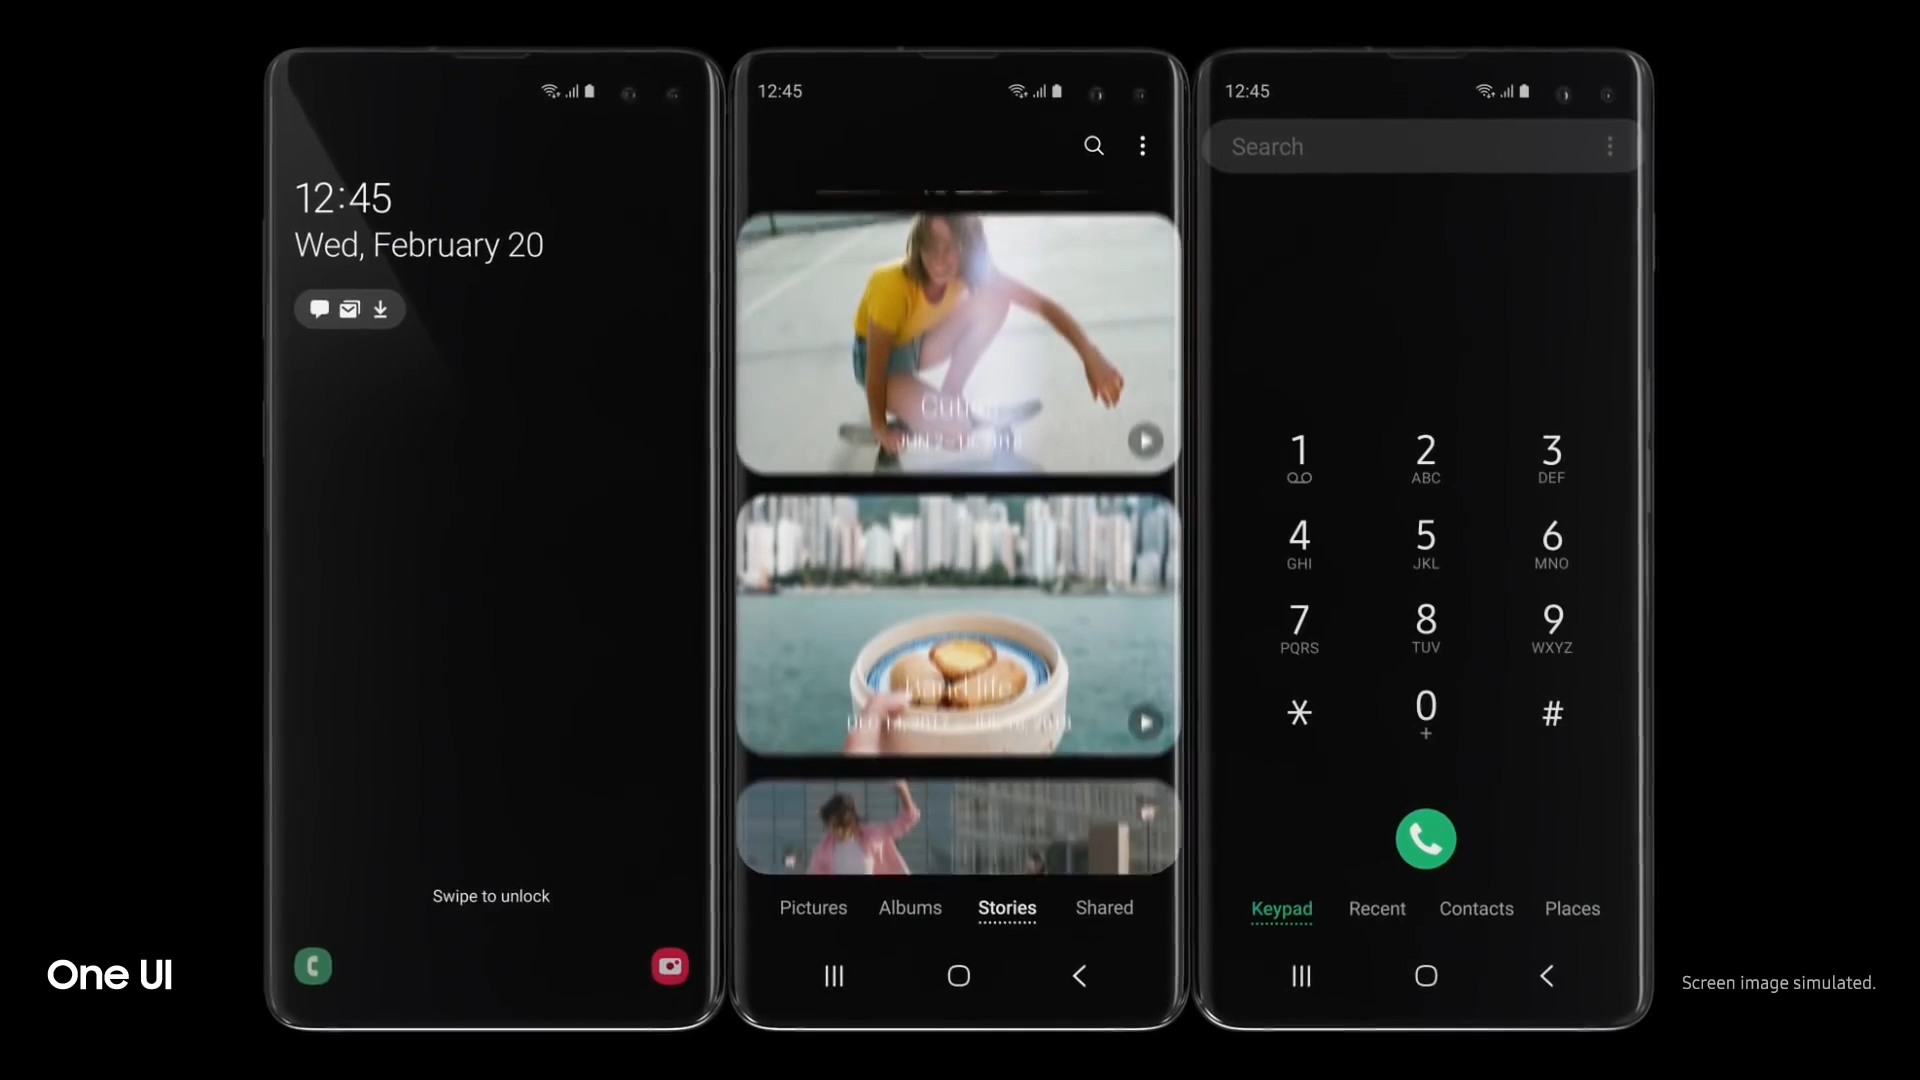 12:45
Wed, February 20
Swipe to unlock
12:45
Pictures Albums Stories Shared
12:45
Search
1 2 3
ABC DEF
4 5 6
GHI JKL MNO
7 8 9
PQRS TUV WXYZ
* 0 #
+
Keypad Recent Contacts Places
One UI
Screen image simulated.